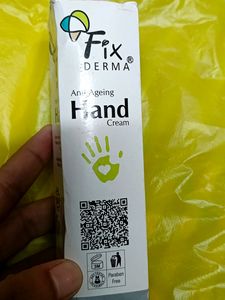 Fix
DERMA®
Anti Ageing
Hand
Cream
Paraben
Free